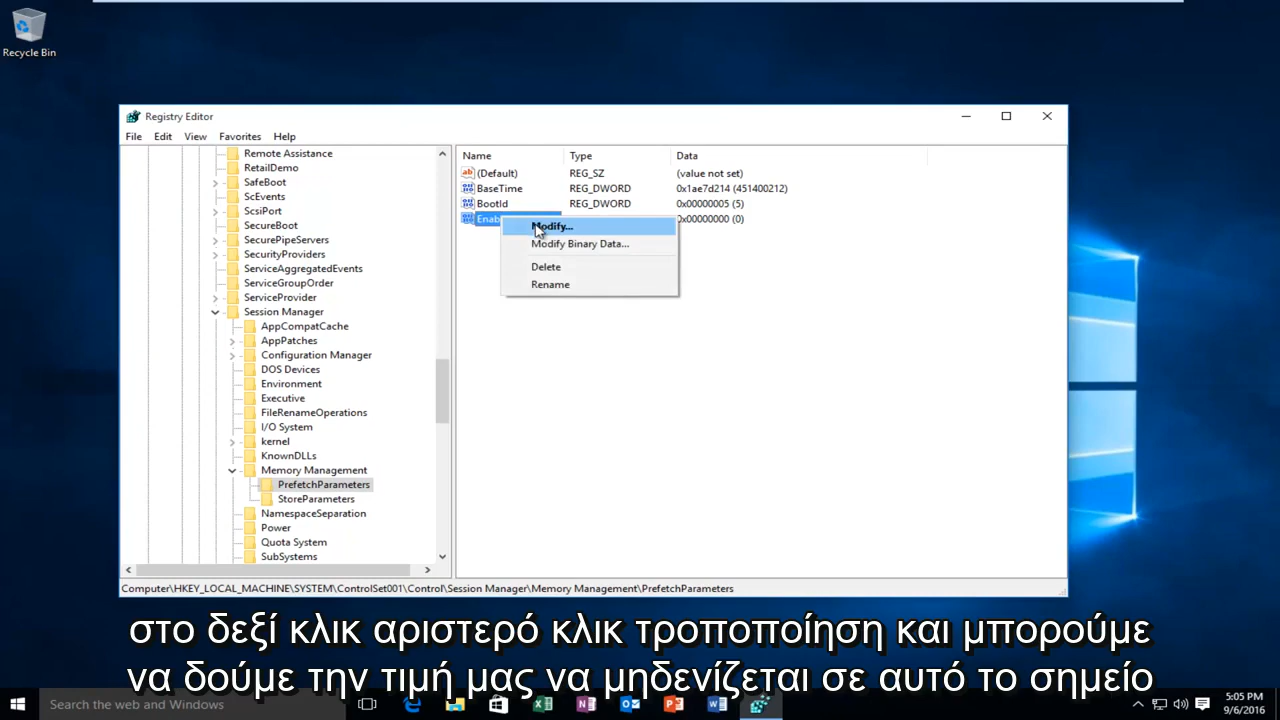 Recycle Bin
Registry Editor
File Edit View Favorites Help
Remote Assistance
RetailDemo
SafeBoot
ScEvents
ScsiPort
SecureBoot
SecurePipeServers
SecurityProviders
ServiceAggregatedEvents
ServiceGroupOrder
ServiceProvider
Session Manager
AppCompatCache
AppPatches
Configuration Manager
DOS Devices
Environment
Executive
FileRenameOperations
I/O System
kernel
KnownDLLs
Memory Management
PrefetchParameters
StoreParameters
NamespaceSeparation
Power
Quota System
SubSystems
Name Type Data
(Default) REG_SZ (value not set)
BaseTime REG_DWORD 0x1ae7d214 (451400212)
BootId REG_DWORD 0x00000005 (5)
Enab 0x00000000 (0)
Modify...
Modify Binary Data...
Delete
Rename
Computer\HKEY_LOCAL_MACHINE\SYSTEM\ControlSet001\Control\Session Manager\Memory Management\PrefetchParameters
στο δεξί κλικ αριστερό κλικ τροποποίηση και μπορούμε
να δούμε την τιμή μας να μηδενίζεται σε αυτό το σημείο
Search the web and Windows
5:05 PM
9/6/2016